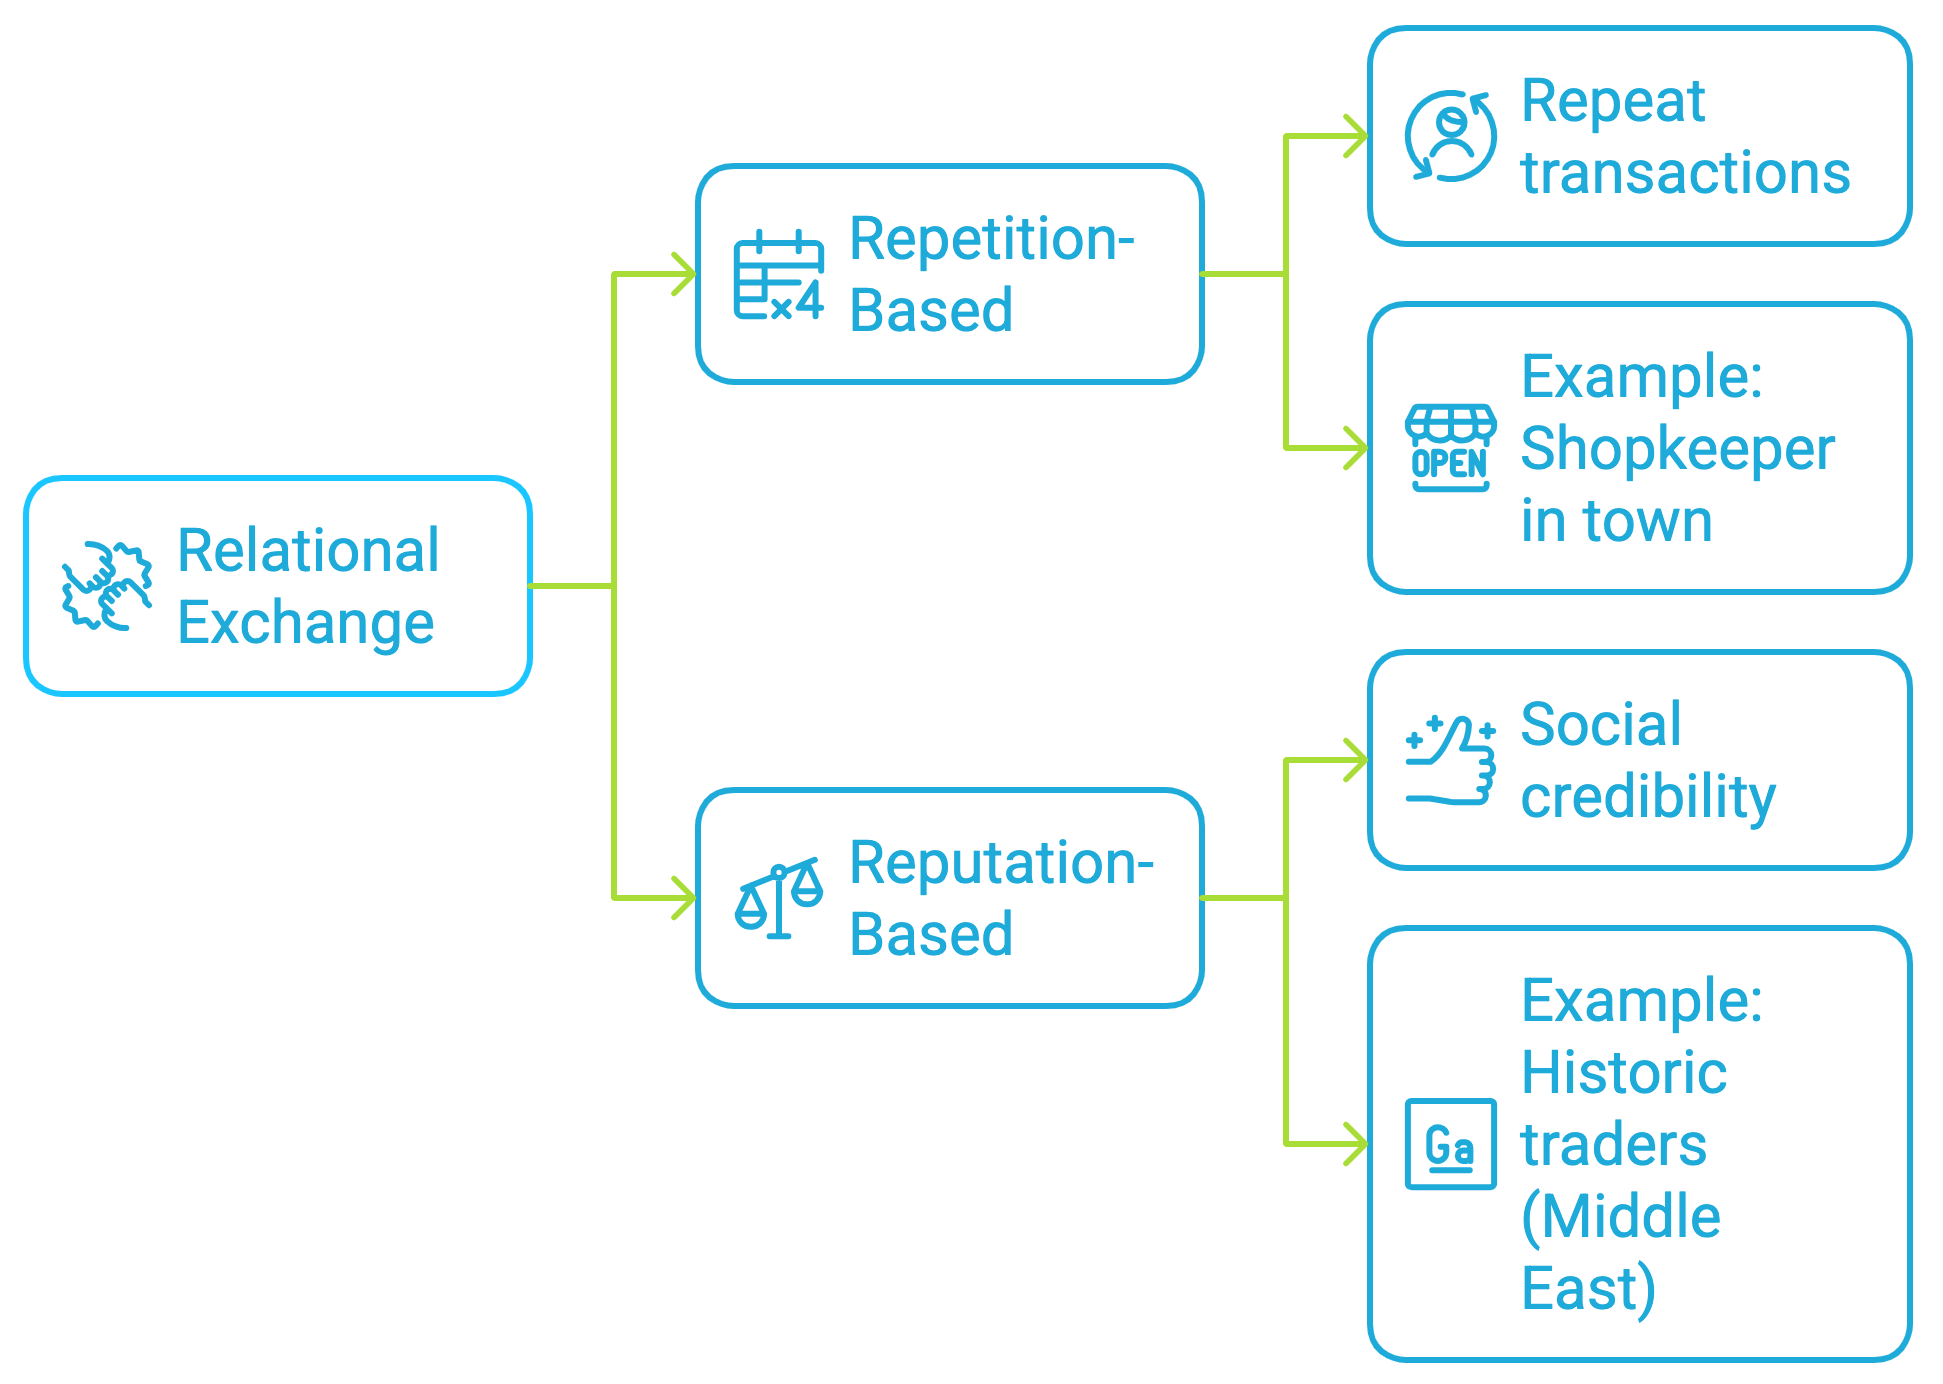 Relational
Exchange
x4
Repetition-
Based
Repeat
transactions
OPEN
Example:
Shopkeeper
in town
Reputation-
Based
Social
credibility
Ga
Example:
Historic
traders
(Middle
East)